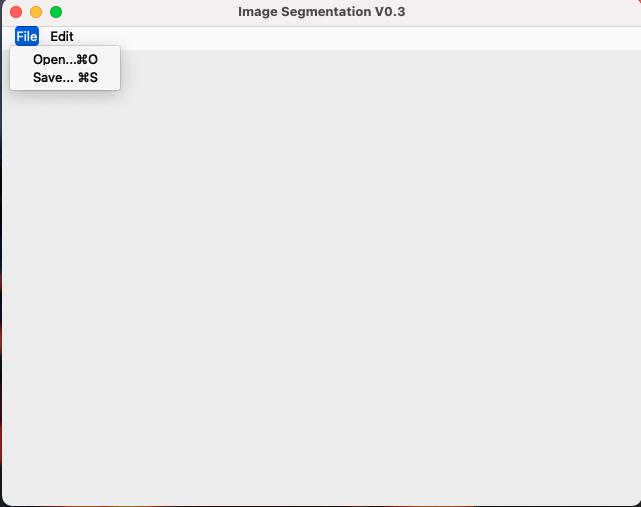 Image Segmentation V0.3
File Edit
Open...⌘O
Save... ⌘S